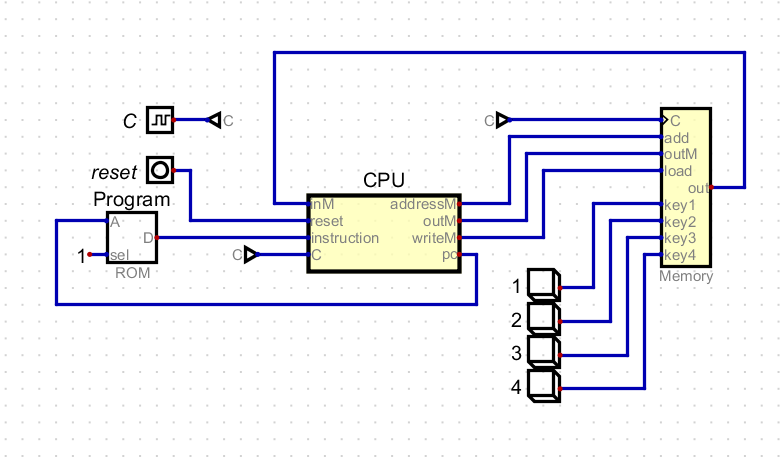 C
C
C
C
add
outM
load
out
key1
key2
key3
key4
Memory
reset
Program
A
D
1
sel
ROM
CPU
inM
addressM
reset
outM
instruction
writeM
C
C
pc
1
2
3
4